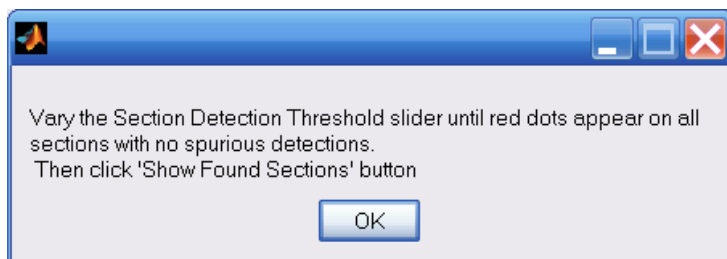 Vary the Section Detection Threshold slider until red dots appear on all
sections with no spurious detections.
Then click 'Show Found Sections' button
OK